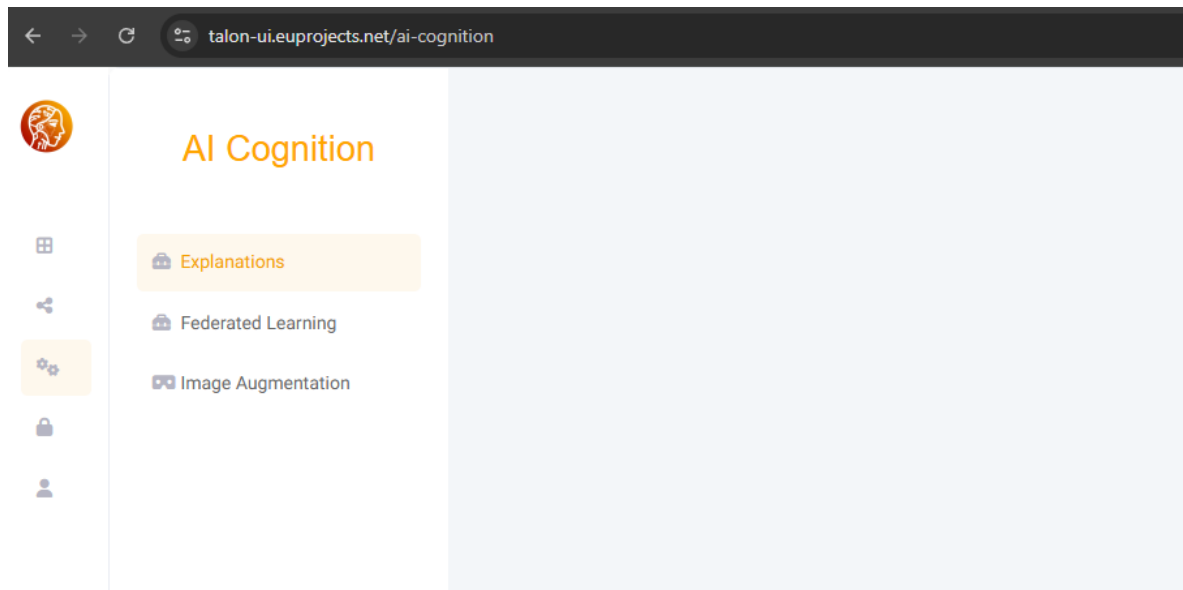 talon-ui.euprojects.net/ai-cognition
AI Cognition
Explanations
Federated Learning
Image Augmentation